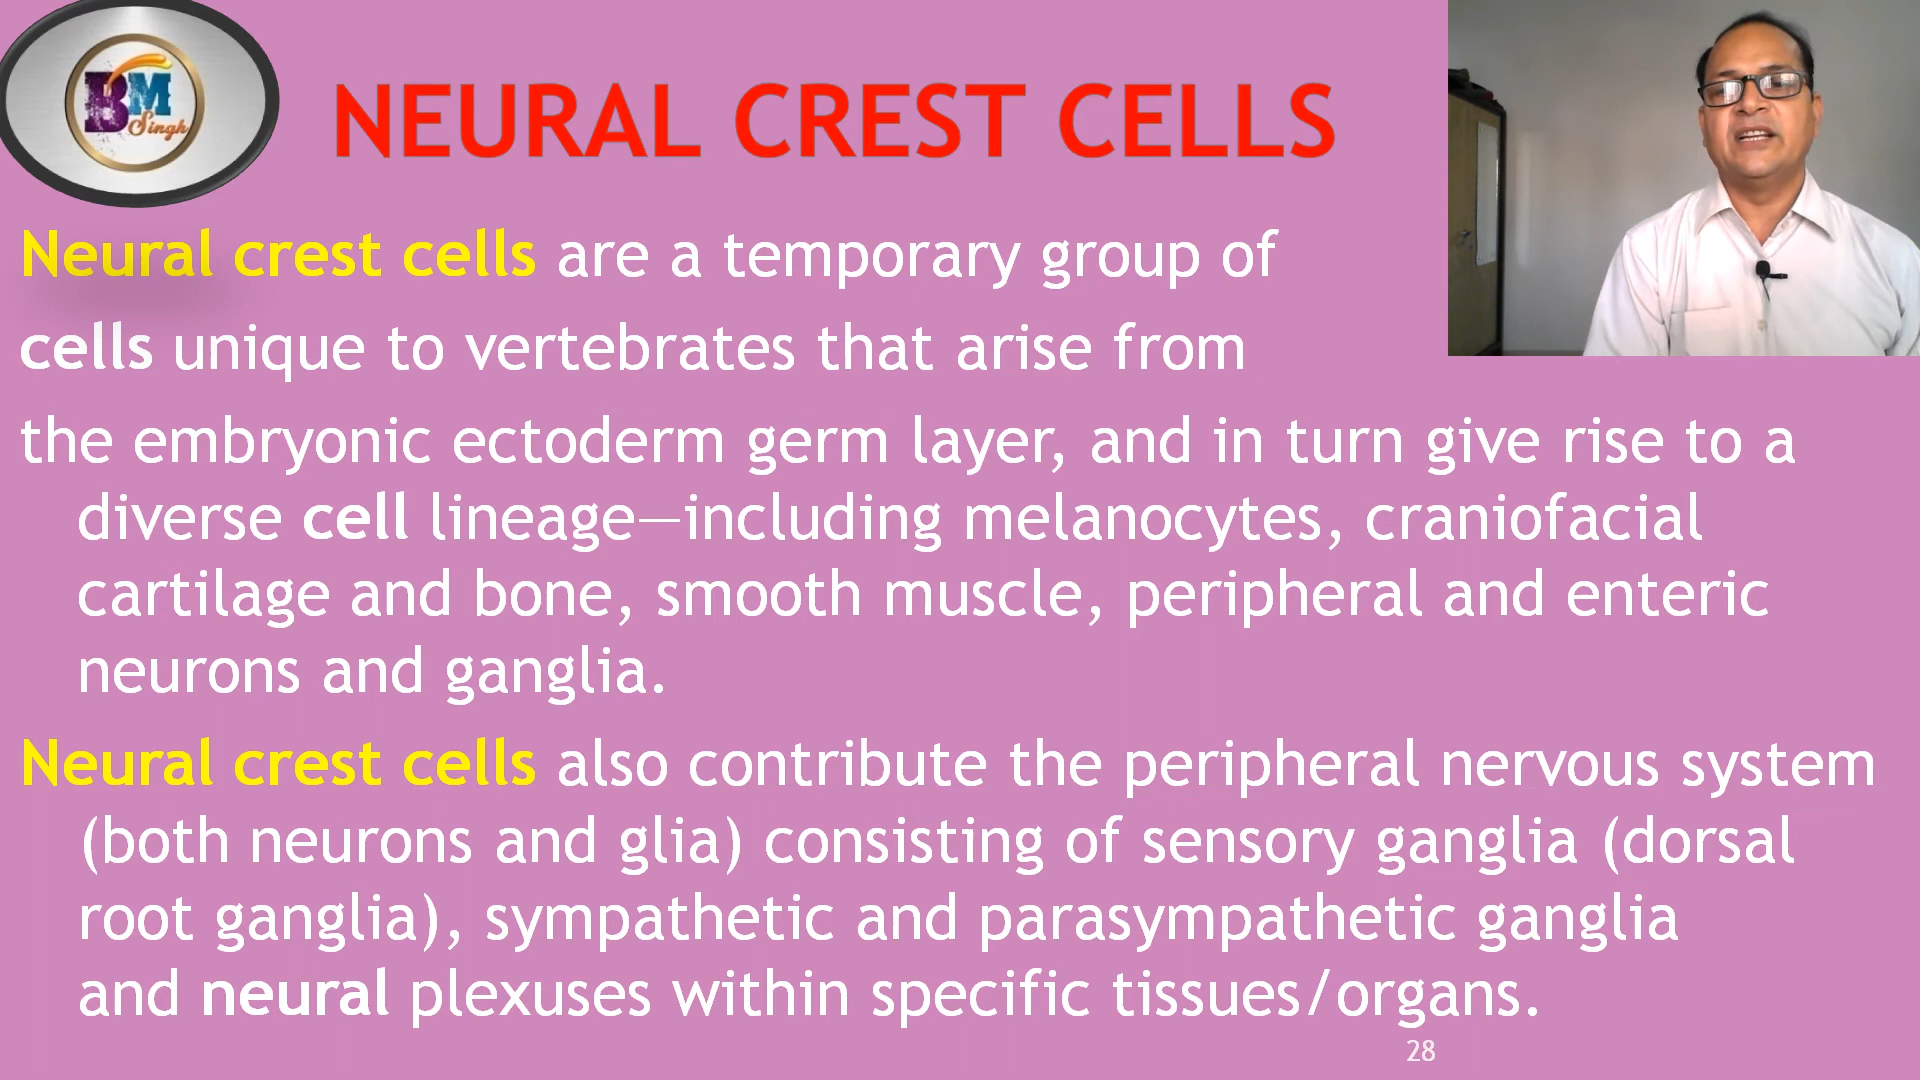 BM
Singh
NEURAL CREST CELLS
Neural crest cells are a temporary group of
cells unique to vertebrates that arise from
the embryonic ectoderm germ layer, and in turn give rise to a
diverse cell lineage—including melanocytes, craniofacial
cartilage and bone, smooth muscle, peripheral and enteric
neurons and ganglia.
Neural crest cells also contribute the peripheral nervous system
(both neurons and glia) consisting of sensory ganglia (dorsal
root ganglia), sympathetic and parasympathetic ganglia
and neural plexuses within specific tissues/organs.
28